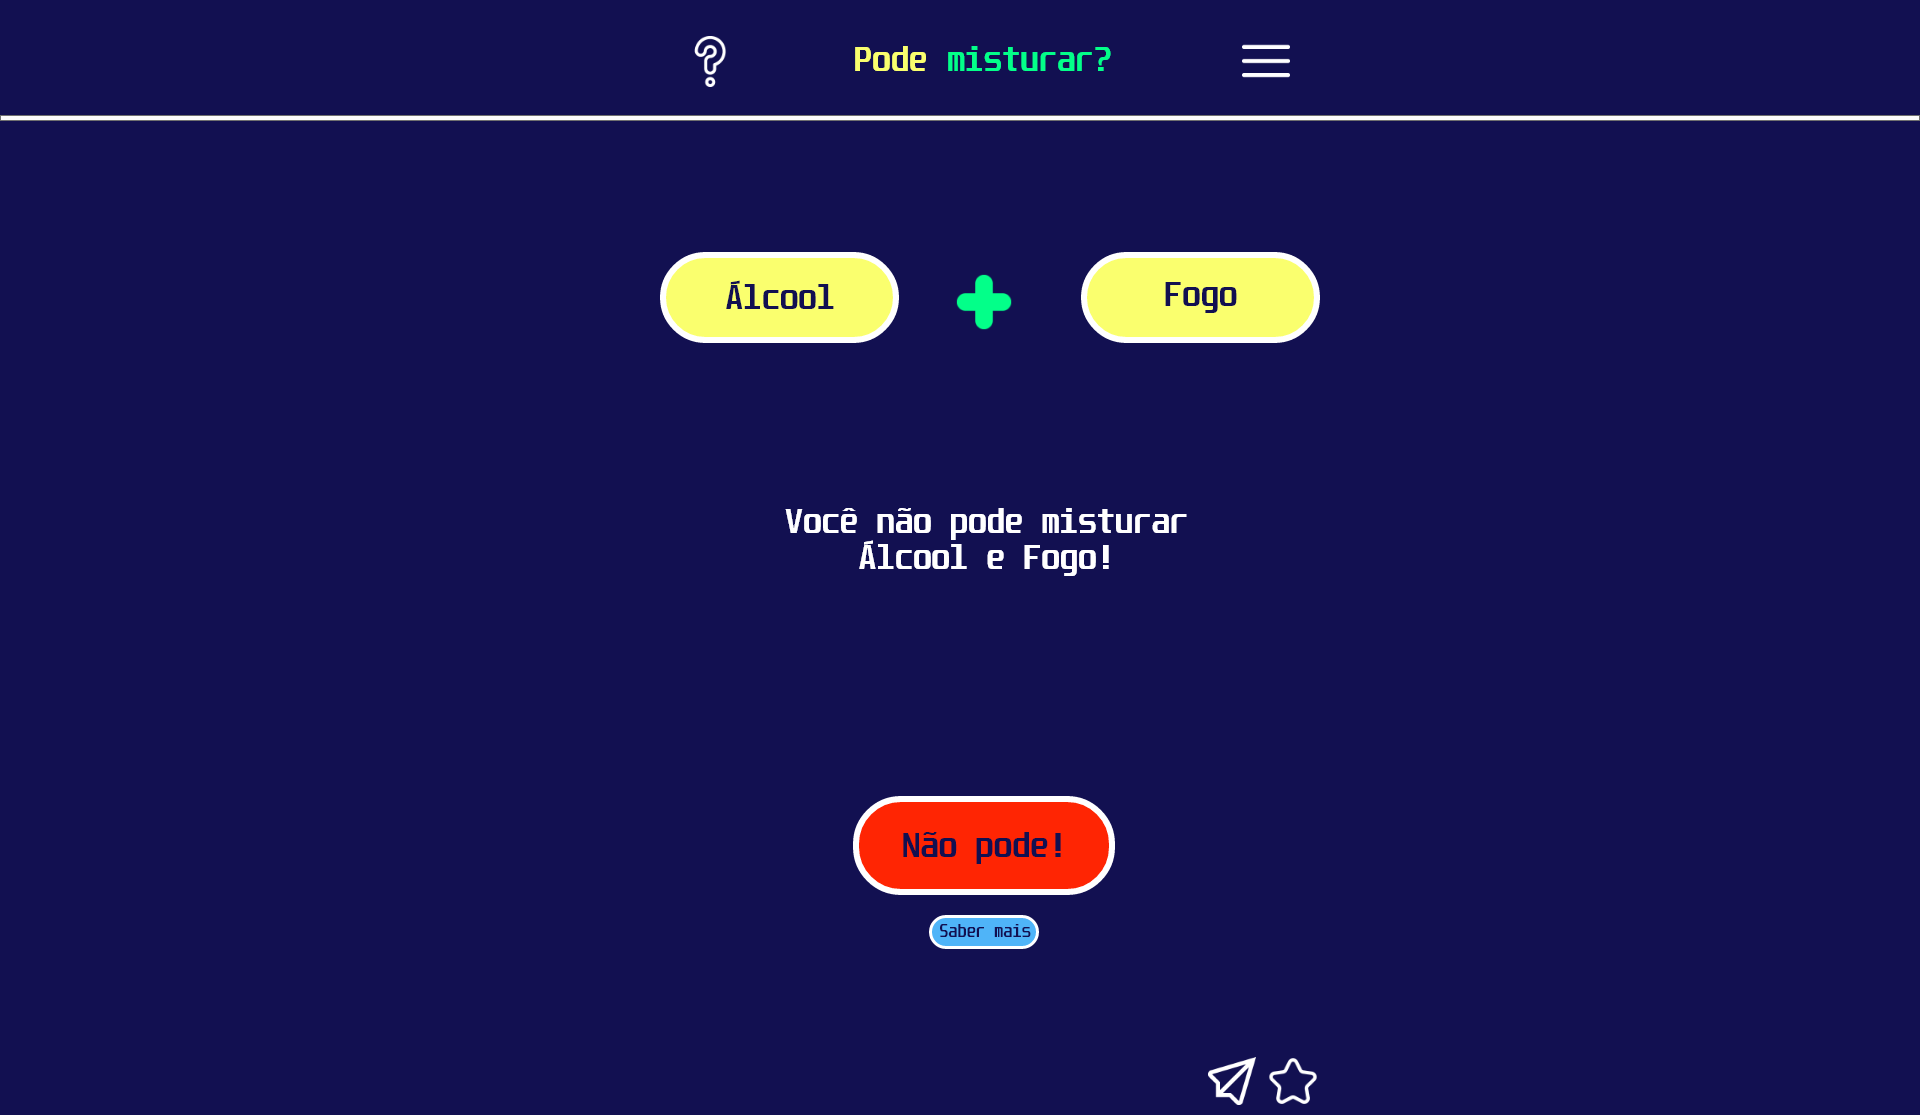 Pode misturar?
Álcool
Fogo
Você não pode misturar
Álcool e Fogo!
Não pode!
Saber mais